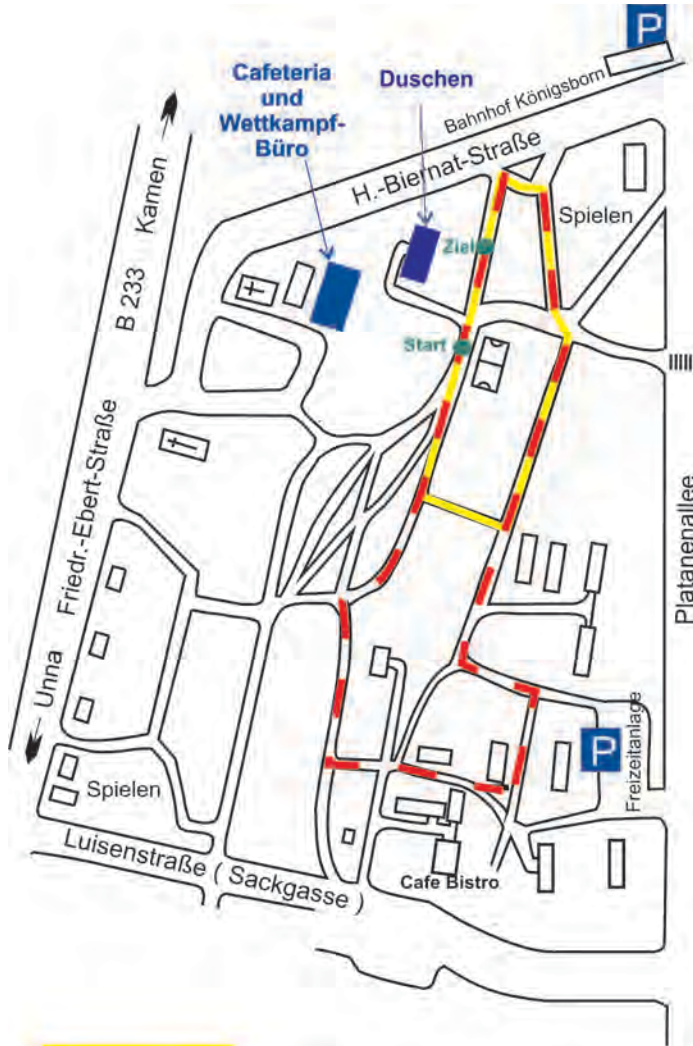 P
Cafeteria
und
Wettkampf-
Büro
Duschen
Bahnhof Königsborn
H.-Biernat-Straße
Spielen
Ziel
Start
B 233 Kamen
Unna Friedr.-Ebert-Straße
Platanenallee
P
Freizeitanlage
Spielen
Luisenstraße ( Sackgasse )
Cafe Bistro